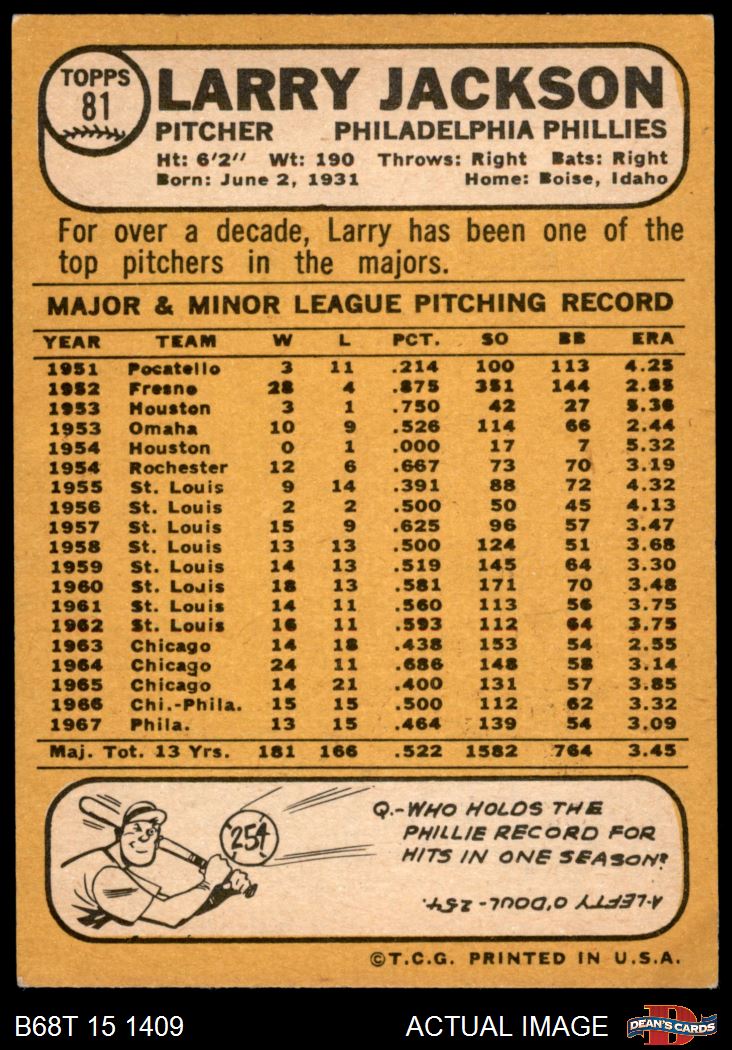 TOPPS
81
LARRY JACKSON
PITCHER PHILADELPHIA PHILLIES
Ht: 6'2" Wt: 190 Throws: Right Bats: Right
Born: June 2, 1931 Home: Boise, Idaho
For over a decade, Larry has been one of the
top pitchers in the majors.
MAJOR & MINOR LEAGUE PITCHING RECORD
YEAR TEAM W L PCT. SO BB ERA
1951 Pocatello 3 11 .214 100 113 4.25
1952 Fresno 28 4 .875 351 144 2.85
1953 Houston 3 1 .750 42 27 5.36
1953 Omaha 10 9 .526 114 66 2.44
1954 Houston 0 1 .000 17 7 5.32
1954 Rochester 12 6 .667 73 70 3.19
1955 St. Louis 9 14 .391 88 72 4.32
1956 St. Louis 2 2 .500 50 45 4.13
1957 St. Louis 15 9 .625 96 57 3.47
1958 St. Louis 13 13 .500 124 51 3.68
1959 St. Louis 14 13 .519 145 64 3.30
1960 St. Louis 18 13 .581 171 70 3.48
1961 St. Louis 14 11 .560 113 56 3.75
1962 St. Louis 16 11 .593 112 64 3.75
1963 Chicago 14 18 .438 153 54 2.55
1964 Chicago 24 11 .686 148 58 3.14
1965 Chicago 14 21 .400 131 57 3.85
1966 Chi.-Phila. 15 15 .500 112 62 3.32
1967 Phila. 13 15 .464 139 54 3.09
Maj. Tot. 13 Yrs. 181 166 .522 1582 764 3.45
254
Q.-WHO HOLDS THE
PHILLIE RECORD FOR
HITS IN ONE SEASON?
A-LEFTY O'DOUL-254.
©T.C.G. PRINTED IN U.S.A.
B68T 15 1409 ACTUAL IMAGE
D
DEAN'S CARDS